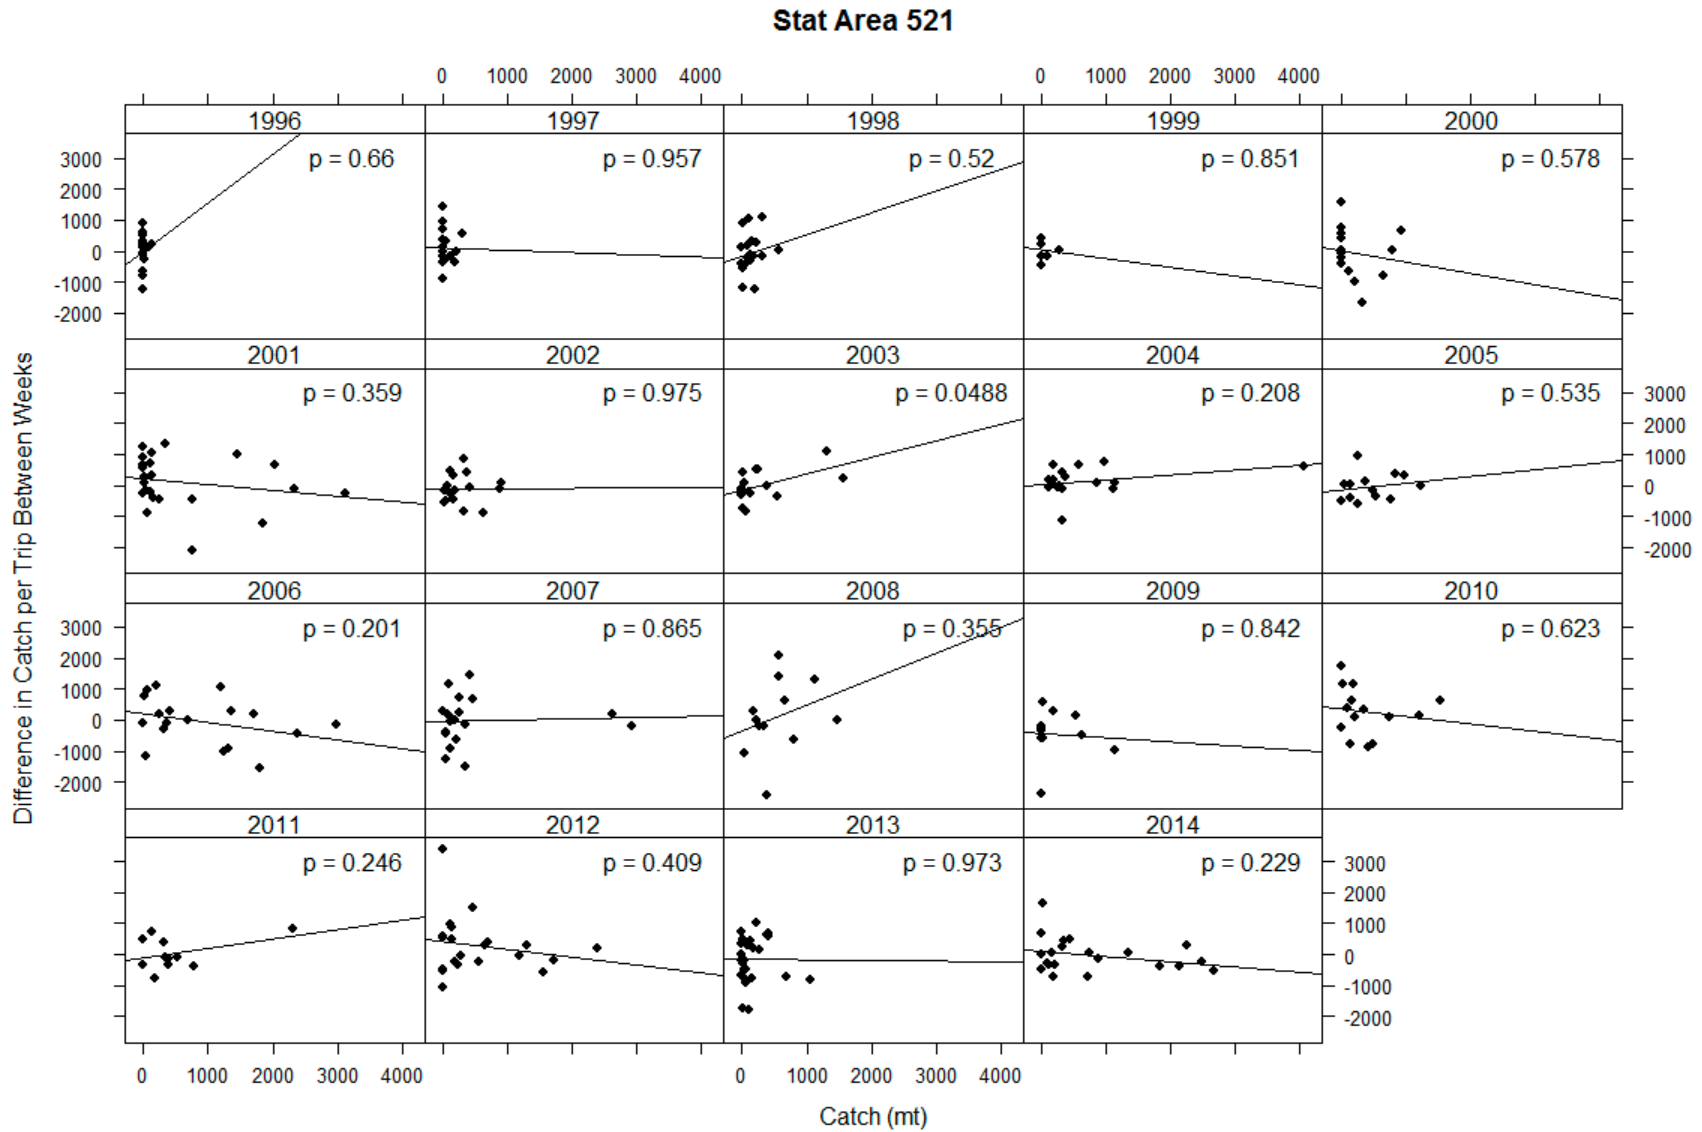 Stat Area 521
0 1000 2000 3000 4000 0 1000 2000 3000 4000
1996 1997 1998 1999 2000
p = 0.66 p = 0.957 p = 0.52 p = 0.851 p = 0.578
3000
2000
1000
0
-1000
-2000
2001 2002 2003 2004 2005
p = 0.359 p = 0.975 p = 0.0488 p = 0.208 p = 0.535
3000
2000
1000
0
-1000
-2000
2006 2007 2008 2009 2010
p = 0.201 p = 0.865 p = 0.355 p = 0.842 p = 0.623
3000
2000
1000
0
-1000
-2000
2011 2012 2013 2014
p = 0.246 p = 0.409 p = 0.973 p = 0.229
3000
2000
1000
0
-1000
-2000
0 1000 2000 3000 4000 0 1000 2000 3000 4000
Catch (mt)
Difference in Catch per Trip Between Weeks